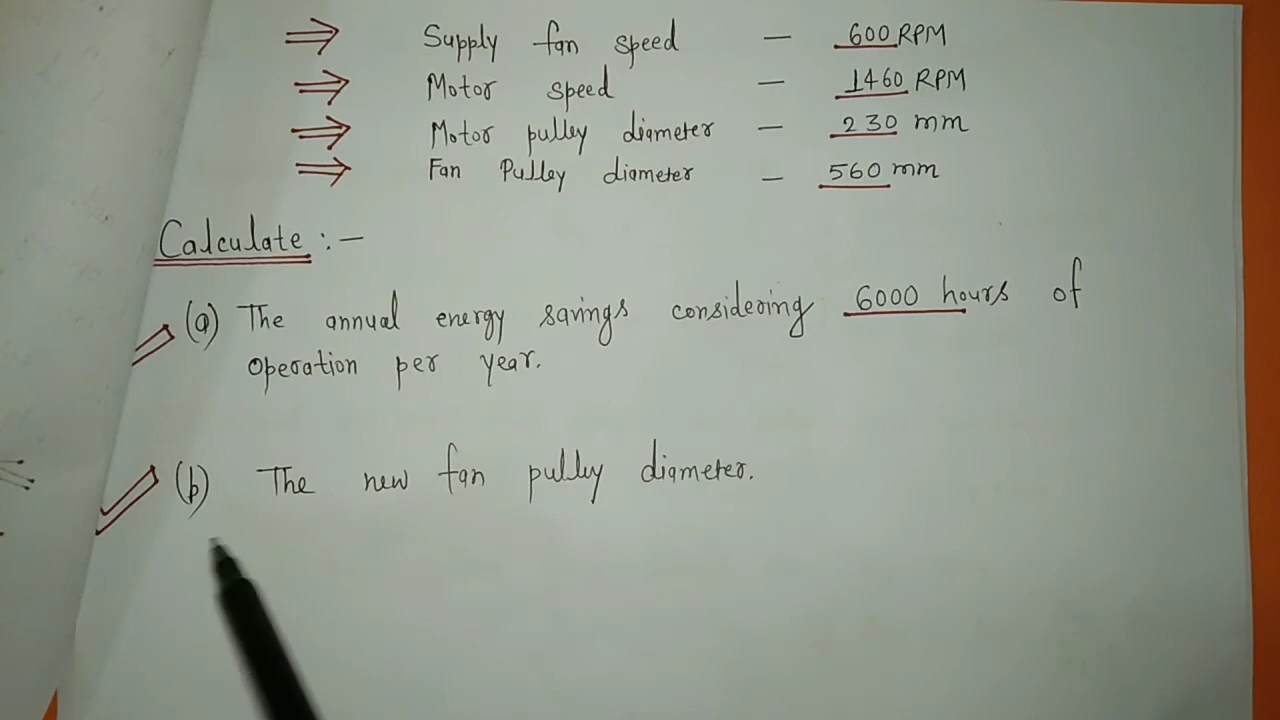 ⇒ Supply fan speed – 600 RPM
⇒ Motor speed – 1460 RPM
⇒ Motor pulley diameter – 230 mm
⇒ Fan Pulley diameter – 560 mm
Calculate :-
(a) The annual energy savings considering 6000 hours of
operation per year.
(b) The new fan pulley diameter.